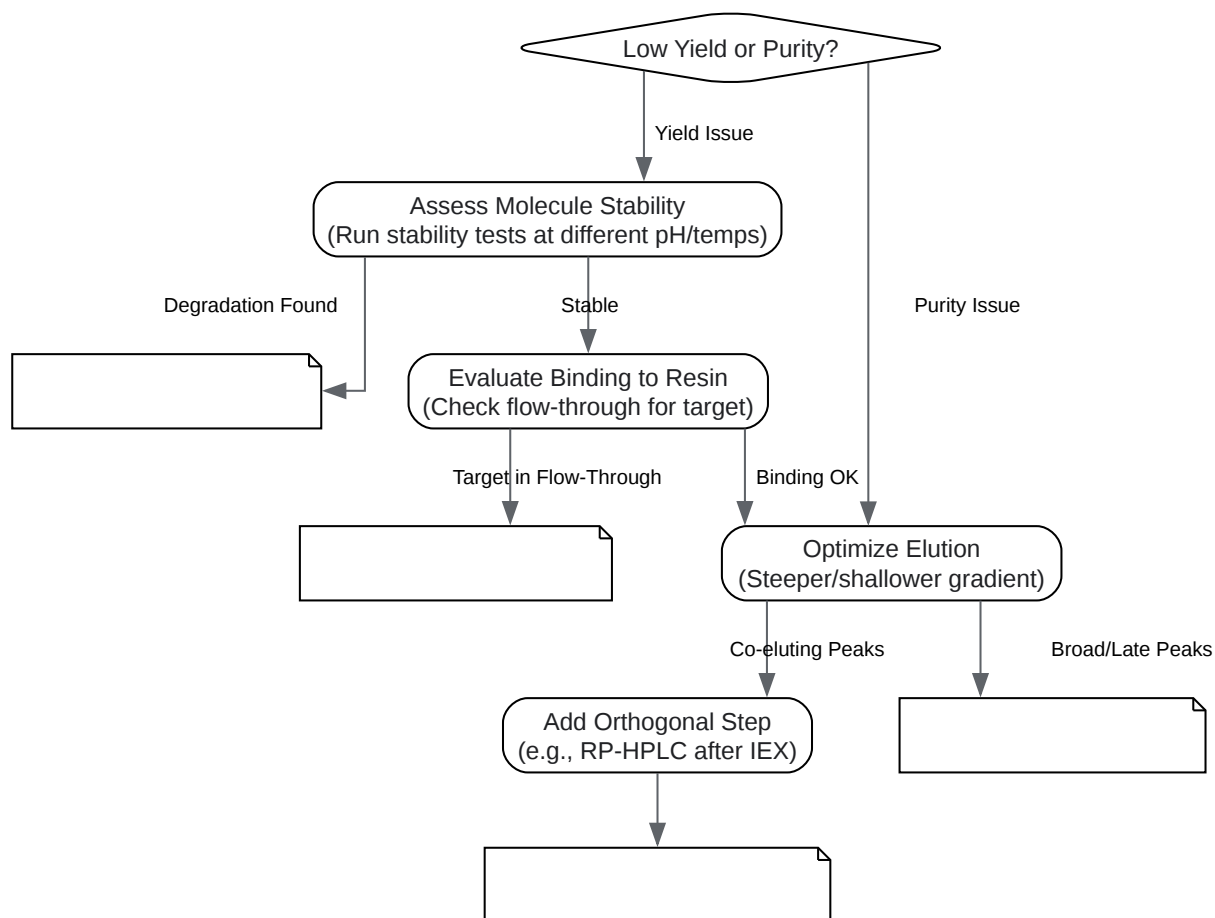 Low Yield or Purity?
Yield Issue
Assess Molecule Stability
(Run stability tests at different pH/temps)
Degradation Found
Stable
Purity Issue
Evaluate Binding to Resin
(Check flow-through for target)
Target in Flow-Through
Binding OK
Optimize Elution
(Steeper/shallower gradient)
Co-eluting Peaks
Broad/Late Peaks
Add Orthogonal Step
(e.g., RP-HPLC after IEX)